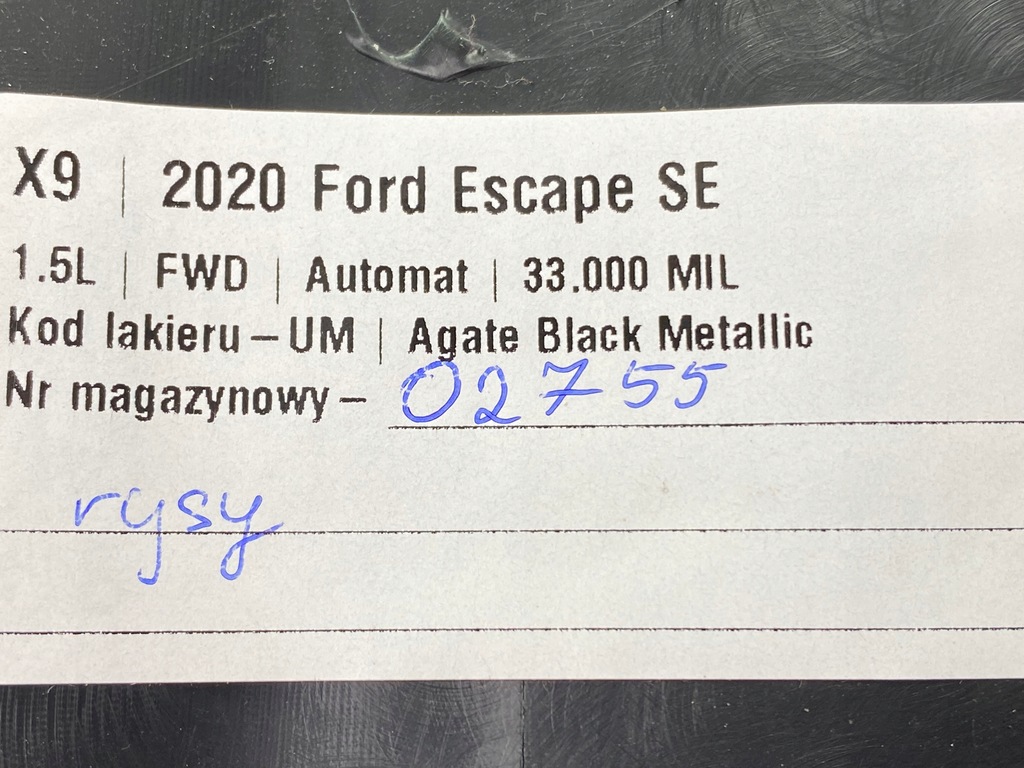 X9 | 2020 Ford Escape SE
1.5L | FWD | Automat | 33.000 MIL
Kod lakieru – UM | Agate Black Metallic
Nr magazynowy – 02755
rysy